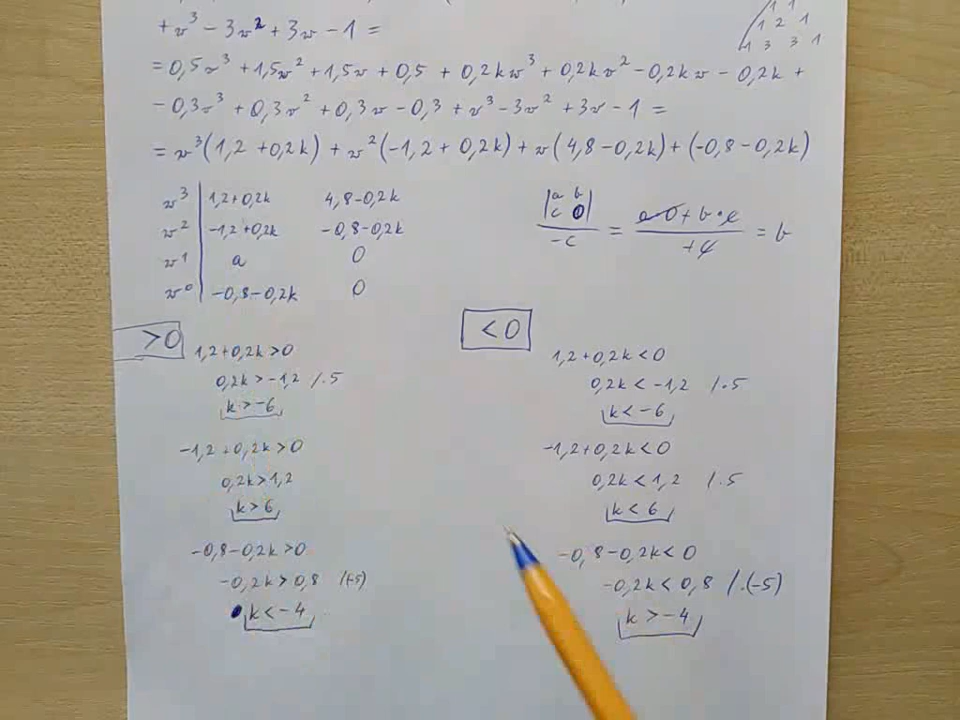 +v³ - 3v² + 3v - 1 =
1 1
1 2 1
1 3 3 1
= 0,5v³ + 1,5v² + 1,5v + 0,5 + 0,2kv³ + 0,2kv² - 0,2kv - 0,2k +
- 0,3v³ + 0,3v² + 0,3v - 0,3 + v³ - 3v² + 3v - 1 =
= v³(1,2 + 0,2k) + v²(-1,2 + 0,2k) + v(4,8 - 0,2k) + (-0,8 - 0,2k)
v³ | 1,2+0,2k 4,8-0,2k
v² | -1,2+0,2k -0,8-0,2k
v¹ | a 0
v⁰ | -0,8-0,2k 0
|a b|
|c 0|
-c
= a·0+b·c
+c
= b
>0
1,2+0,2k>0
0,2k>-1,2 /·5
k>-6
-1,2+0,2k>0
0,2k>1,2
k>6
-0,8-0,2k>0
-0,2k>0,8 /(-5)
k<-4
<0
1,2+0,2k<0
0,2k<-1,2 /·5
k<-6
-1,2+0,2k<0
0,2k<1,2 /·5
k<6
-0,8-0,2k<0
-0,2k<0,8 /·(-5)
k>-4